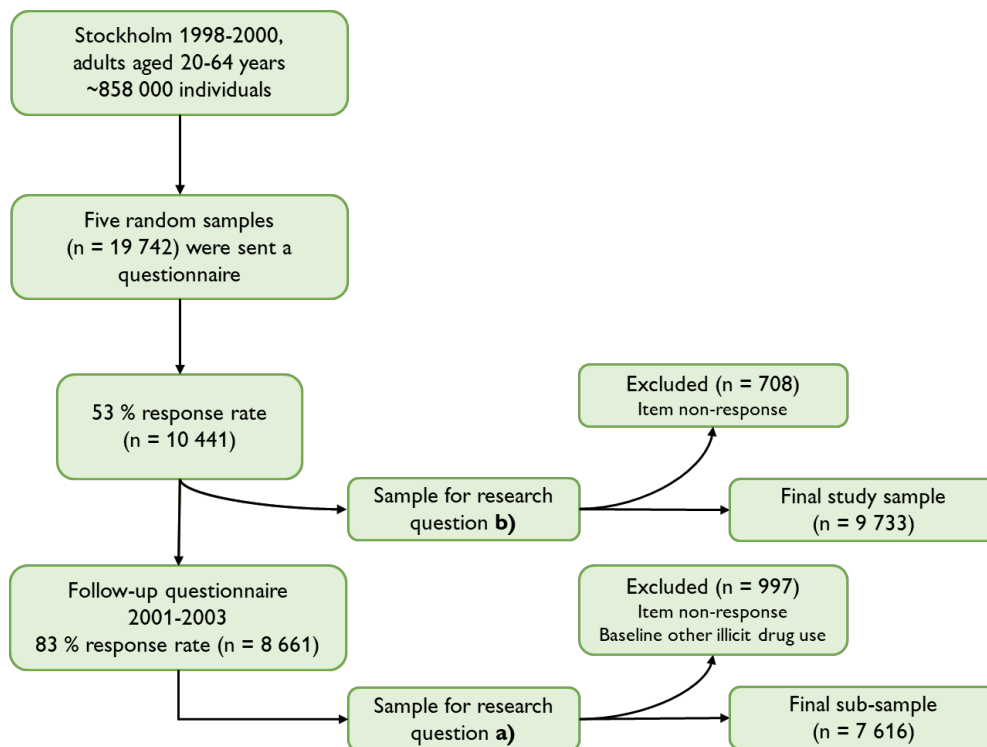 Stockholm 1998-2000,
adults aged 20-64 years
~858 000 individuals
Five random samples
(n = 19 742) were sent a
questionnaire
53 % response rate
(n = 10 441)
Excluded (n = 708)
Item non-response
Sample for research
question b)
Final study sample
(n = 9 733)
Follow-up questionnaire
2001-2003
83 % response rate (n = 8 661)
Excluded (n = 997)
Item non-response
Baseline other illicit drug use
Sample for research
question a)
Final sub-sample
(n = 7 616)